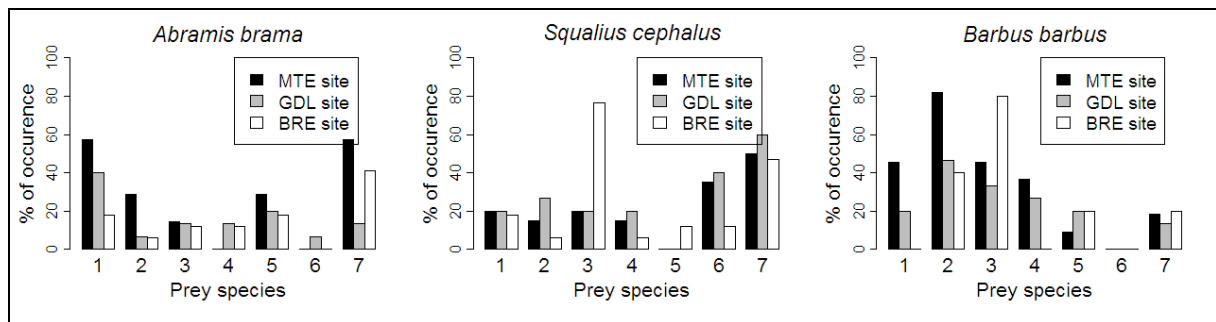 Abramis brama
% of occurence
100
80
60
40
20
0
MTE site
GDL site
BRE site
1 2 3 4 5 6 7
Prey species
Squalius cephalus
% of occurence
100
80
60
40
20
0
MTE site
GDL site
BRE site
1 2 3 4 5 6 7
Prey species
Barbus barbus
% of occurence
100
80
60
40
20
0
MTE site
GDL site
BRE site
1 2 3 4 5 6 7
Prey species